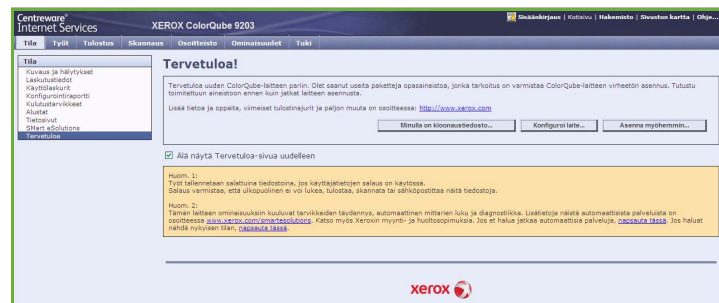 Centreware®
Internet Services
XEROX ColorQube 9203
Sisäänkirjaus | Kotisivu | Hakemisto | Sivuston kartta | Ohje...
Tila Työt Tulostus Skannaus Osoitteisto Ominaisuudet Tuki
Tila
Kuvaus ja hälytykset
Laskutustiedot
Käyttölaskurit
Konfigurointiraportti
Kulutustarvikkeet
Alustat
Tietosivut
SMart eSolutions
Tervetuloa
Tervetuloa!
Tervetuloa uuden ColorQube-laitteen pariin. Olet saanut useita paketteja opasaineistoa, jonka tarkoitus on varmistaa ColorQube-laitteen virheetön asennus. Tutustu
toimitettuun aineistoon ennen kuin jatkat laitteen asennusta.
Lisää tietoa ja oppaita, viimeiset tulostinajurit ja paljon muuta on osoitteessa: http://www.xerox.com
Minulla on kloonaustiedosto... Konfiguroi laite... Asenna myöhemmin...
Älä näytä Tervetuloa-sivua uudelleen
Huom. 1:
Työt tallennetaan salattuina tiedostoina, jos käyttäjätietojen salaus on käytössä.
Salaus varmistaa, että ulkopuolinen ei voi lukea, tulostaa, skannata tai sähköpostittaa näitä tiedostoja.
Huom. 2:
Tämän laitteen ominaisuuksiin kuuluvat tarvikkeiden täydennys, automaattinen mittarien luku ja diagnostiikka. Lisätietoja näistä automaattisista palveluista on
osoitteessa www.xerox.com/smartesolutions. Katso myös Xeroxin myynti- ja huoltosopimuksia. Jos et halua jatkaa automaattisia palveluja, napsauta tässä. Jos haluat
nähdä nykyisen tilan, napsauta tässä.
xerox